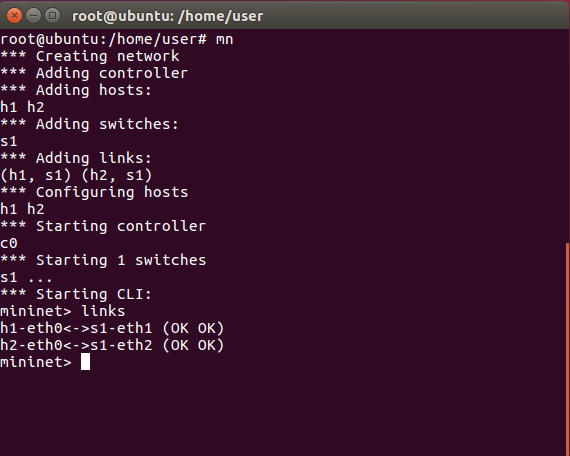 root@ubuntu: /home/user
root@ubuntu:/home/user# mn
*** Creating network
*** Adding controller
*** Adding hosts:
h1 h2
*** Adding switches:
s1
*** Adding links:
(h1, s1) (h2, s1)
*** Configuring hosts
h1 h2
*** Starting controller
c0
*** Starting 1 switches
s1 ...
*** Starting CLI:
mininet> links
h1-eth0<->s1-eth1 (OK OK)
h2-eth0<->s1-eth2 (OK OK)
mininet>